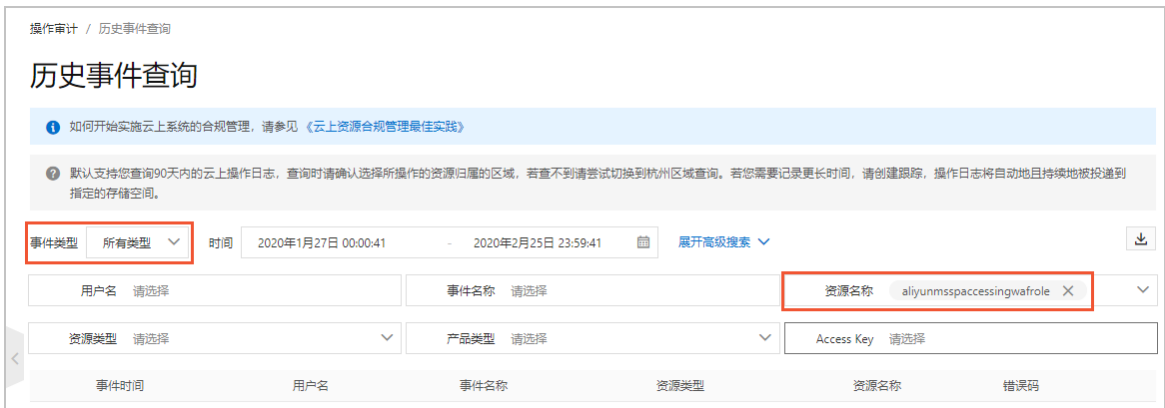 操作审计 / 历史事件查询
历史事件查询
如何开始实施云上系统的合规管理，请参见 《云上资源合规管理最佳实践》
默认支持您查询90天内的云上操作日志，查询时请确认选择所操作的资源归属的区域，若查不到请尝试切换到杭州区域查询。若您需要记录更长时间，请创建跟踪，操作日志将自动地且持续地被投递到
指定的存储空间。
事件类型 所有类型 时间 2020年1月27日 00:00:41 - 2020年2月25日 23:59:41 展开高级搜索
用户名 请选择 事件名称 请选择 资源名称 aliyunmsspaccessingwafrole
资源类型 请选择 产品类型 请选择 Access Key 请选择
事件时间 用户名 事件名称 资源类型 资源名称 错误码